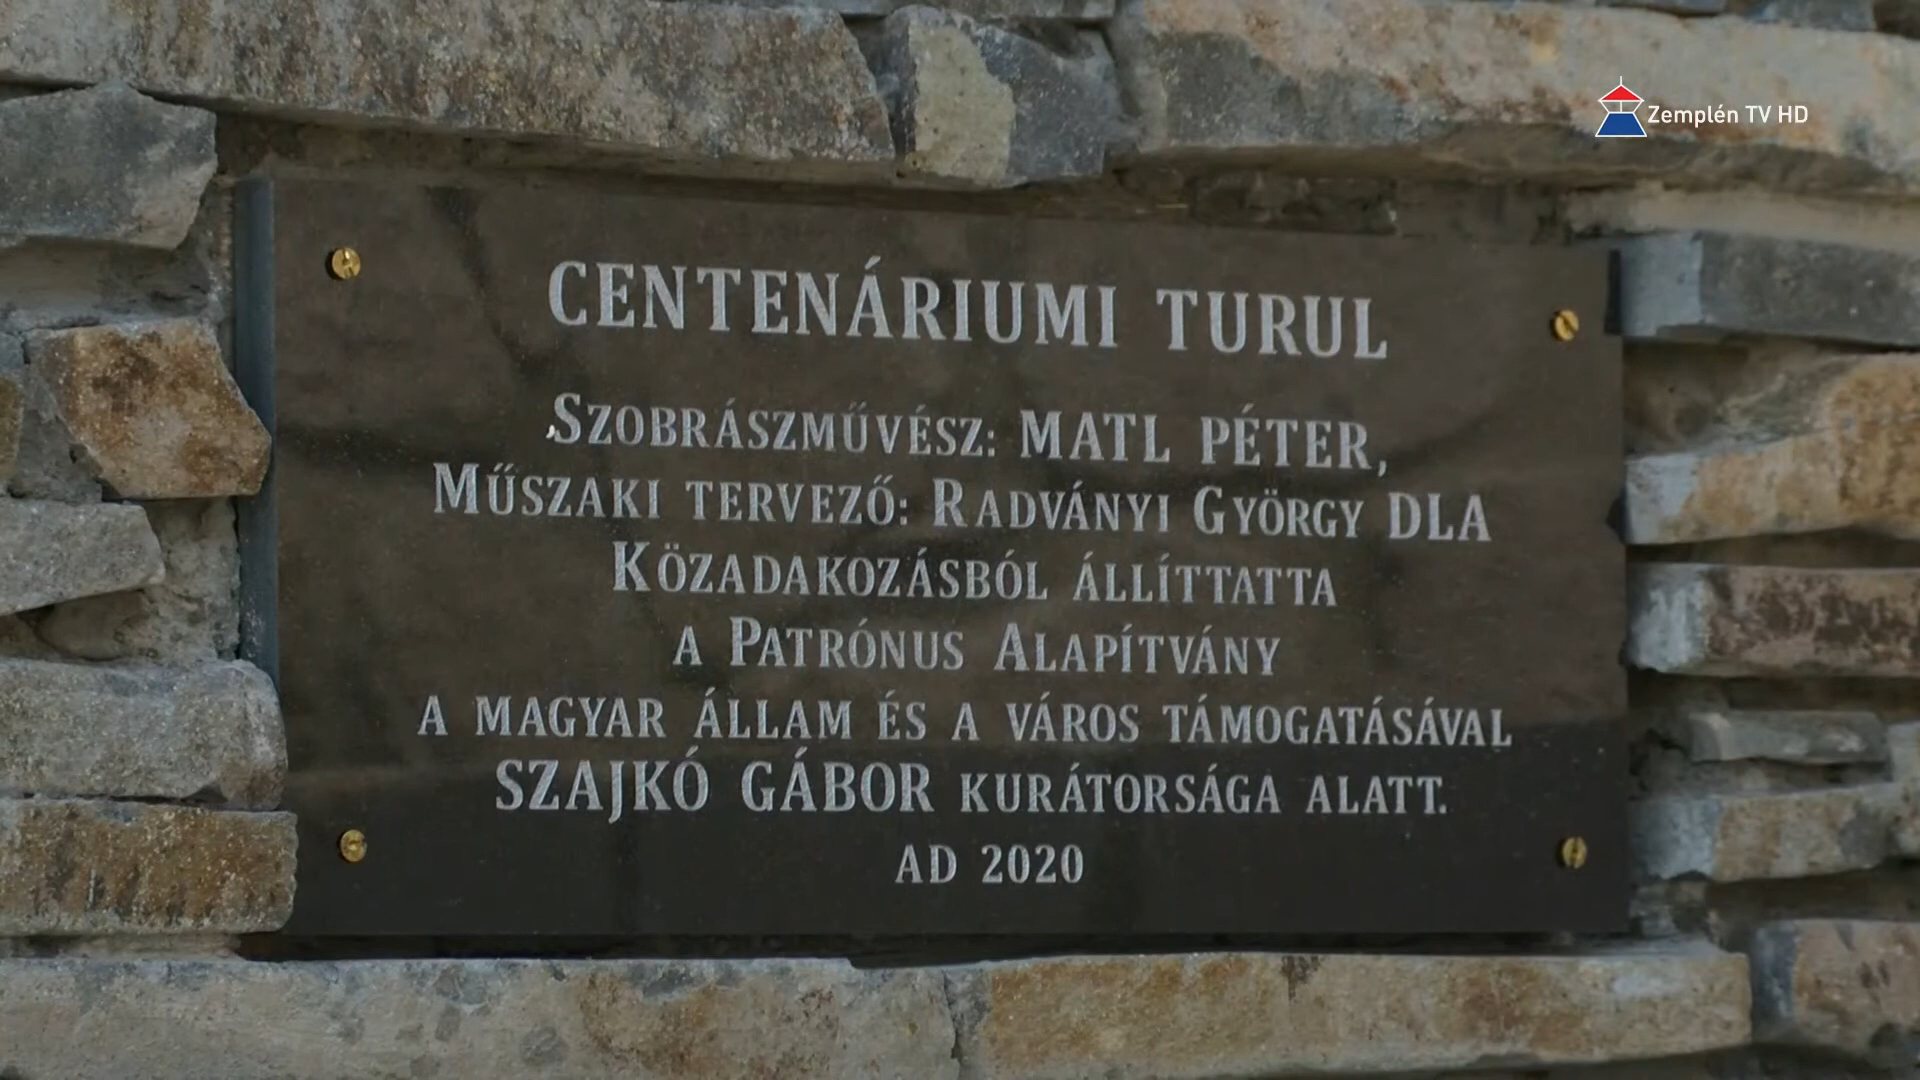 Zemplén TV HD
CENTENÁRIUMI TURUL
SZOBRÁSZMŰVÉSZ: MATL PÉTER,
MŰSZAKI TERVEZŐ: RADVÁNYI GYÖRGY DLA
KÖZADAKOZÁSBÓL ÁLLÍTTATTA
A PATRÓNUS ALAPÍTVÁNY
A MAGYAR ÁLLAM ÉS A VÁROS TÁMOGATÁSÁVAL
SZAJKÓ GÁBOR KURÁTORSÁGA ALATT.
AD 2020